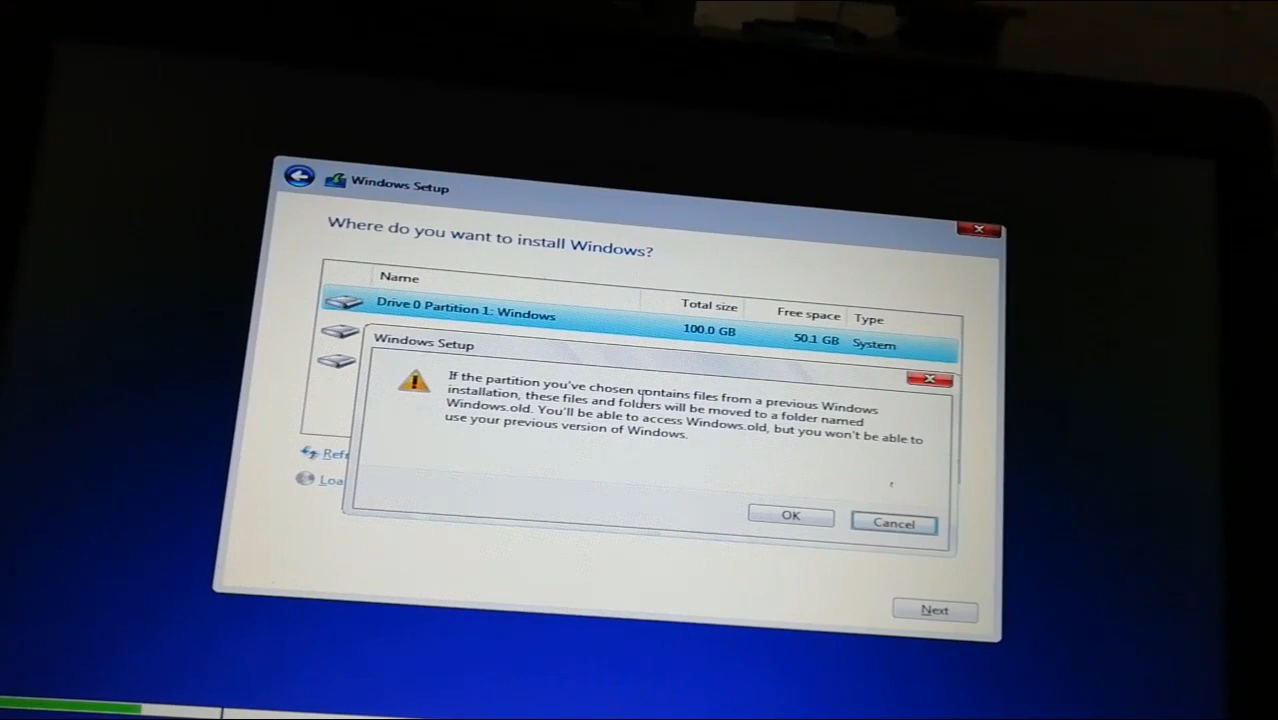 Windows Setup
Where do you want to install Windows?
Name Total size Free space Type
Drive 0 Partition 1: Windows 100.0 GB 50.1 GB System
Windows Setup
If the partition you've chosen contains files from a previous Windows
installation, these files and folders will be moved to a folder named
Windows.old. You'll be able to access Windows.old, but you won't be able to
use your previous version of Windows.
Refr
Loa
OK Cancel
Next